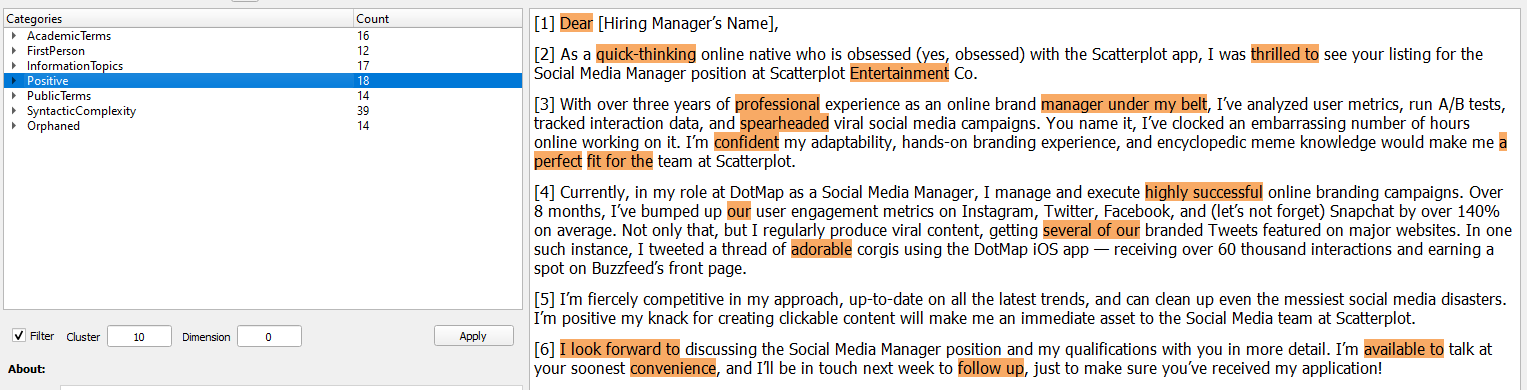 Categories Count
AcademicTerms 16
FirstPerson 12
InformationTopics 17
Positive 18
PublicTerms 14
SyntacticComplexity 39
Orphaned 14
Filter Cluster 10 Dimension 0 Apply
About:
[1] Dear [Hiring Manager’s Name],
[2] As a quick-thinking online native who is obsessed (yes, obsessed) with the Scatterplot app, I was thrilled to see your listing for the
Social Media Manager position at Scatterplot Entertainment Co.
[3] With over three years of professional experience as an online brand manager under my belt, I’ve analyzed user metrics, run A/B tests,
tracked interaction data, and spearheaded viral social media campaigns. You name it, I’ve clocked an embarrassing number of hours
online working on it. I’m confident my adaptability, hands-on branding experience, and encyclopedic meme knowledge would make me a
perfect fit for the team at Scatterplot.
[4] Currently, in my role at DotMap as a Social Media Manager, I manage and execute highly successful online branding campaigns. Over
8 months, I’ve bumped up our user engagement metrics on Instagram, Twitter, Facebook, and (let’s not forget) Snapchat by over 140%
on average. Not only that, but I regularly produce viral content, getting several of our branded Tweets featured on major websites. In one
such instance, I tweeted a thread of adorable corgis using the DotMap iOS app — receiving over 60 thousand interactions and earning a
spot on Buzzfeed’s front page.
[5] I’m fiercely competitive in my approach, up-to-date on all the latest trends, and can clean up even the messiest social media disasters.
I’m positive my knack for creating clickable content will make me an immediate asset to the Social Media team at Scatterplot.
[6] I look forward to discussing the Social Media Manager position and my qualifications with you in more detail. I’m available to talk at
your soonest convenience, and I’ll be in touch next week to follow up, just to make sure you’ve received my application!